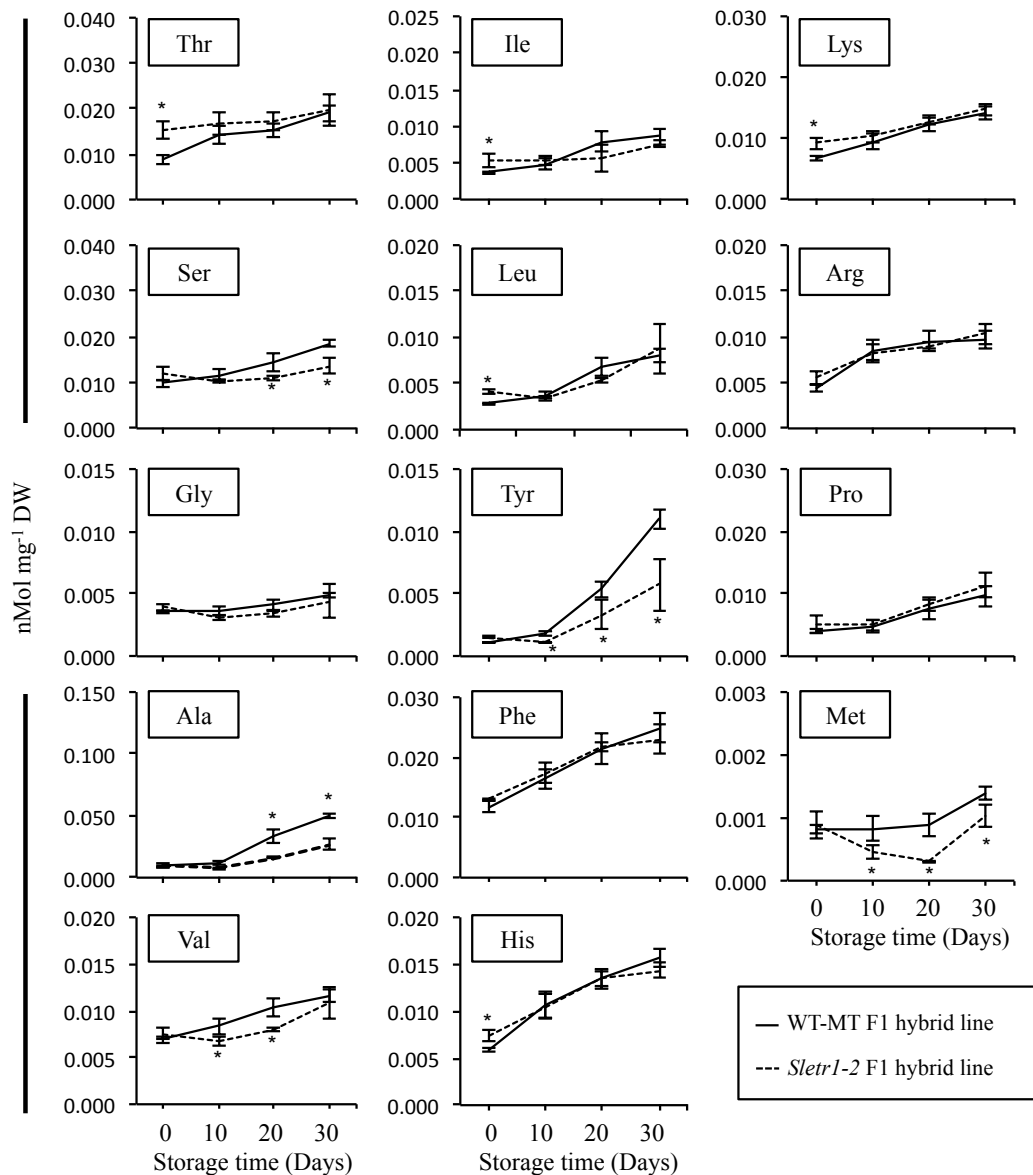 Thr
0.040
0.030
0.020
0.010
0.000
*
Ile
0.025
0.020
0.015
0.010
0.005
0.000
*
Lys
0.030
0.020
0.010
0.000
*
Ser
0.040
0.030
0.020
0.010
0.000
* *
Leu
0.020
0.015
0.010
0.005
0.000
*
Arg
0.020
0.015
0.010
0.005
0.000
nMol mg-1 DW
Gly
0.015
0.010
0.005
0.000
Tyr
0.015
0.010
0.005
0.000
* * *
Pro
0.030
0.020
0.010
0.000
Ala
0.150
0.100
0.050
0.000
* *
Phe
0.030
0.020
0.010
0.000
Met
0.003
0.002
0.001
0.000
* * *
0 10 20 30
Storage time (Days)
Val
0.020
0.015
0.010
0.005
0.000
* *
0 10 20 30
Storage time (Days)
His
0.020
0.015
0.010
0.005
0.000
*
0 10 20 30
Storage time (Days)
WT-MT F1 hybrid line
Sletr1-2 F1 hybrid line